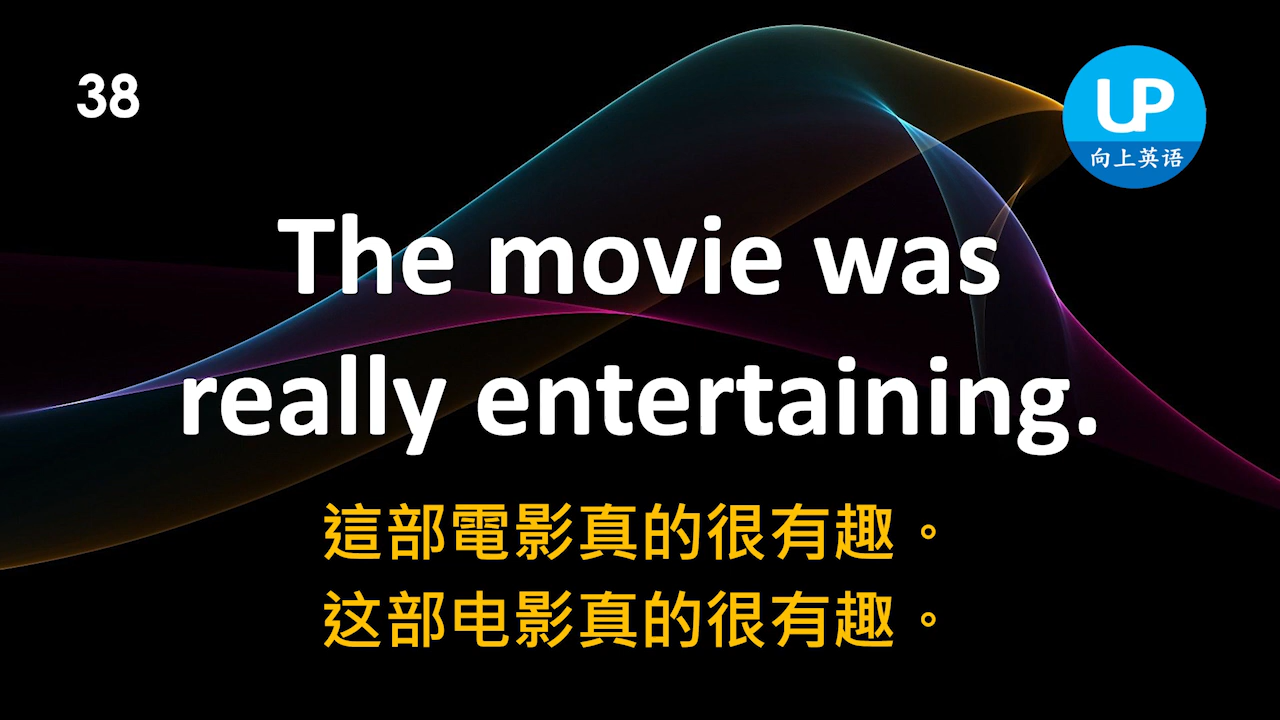 38
UP
向上英语
The movie was
really entertaining.
這部電影真的很有趣。
这部电影真的很有趣。